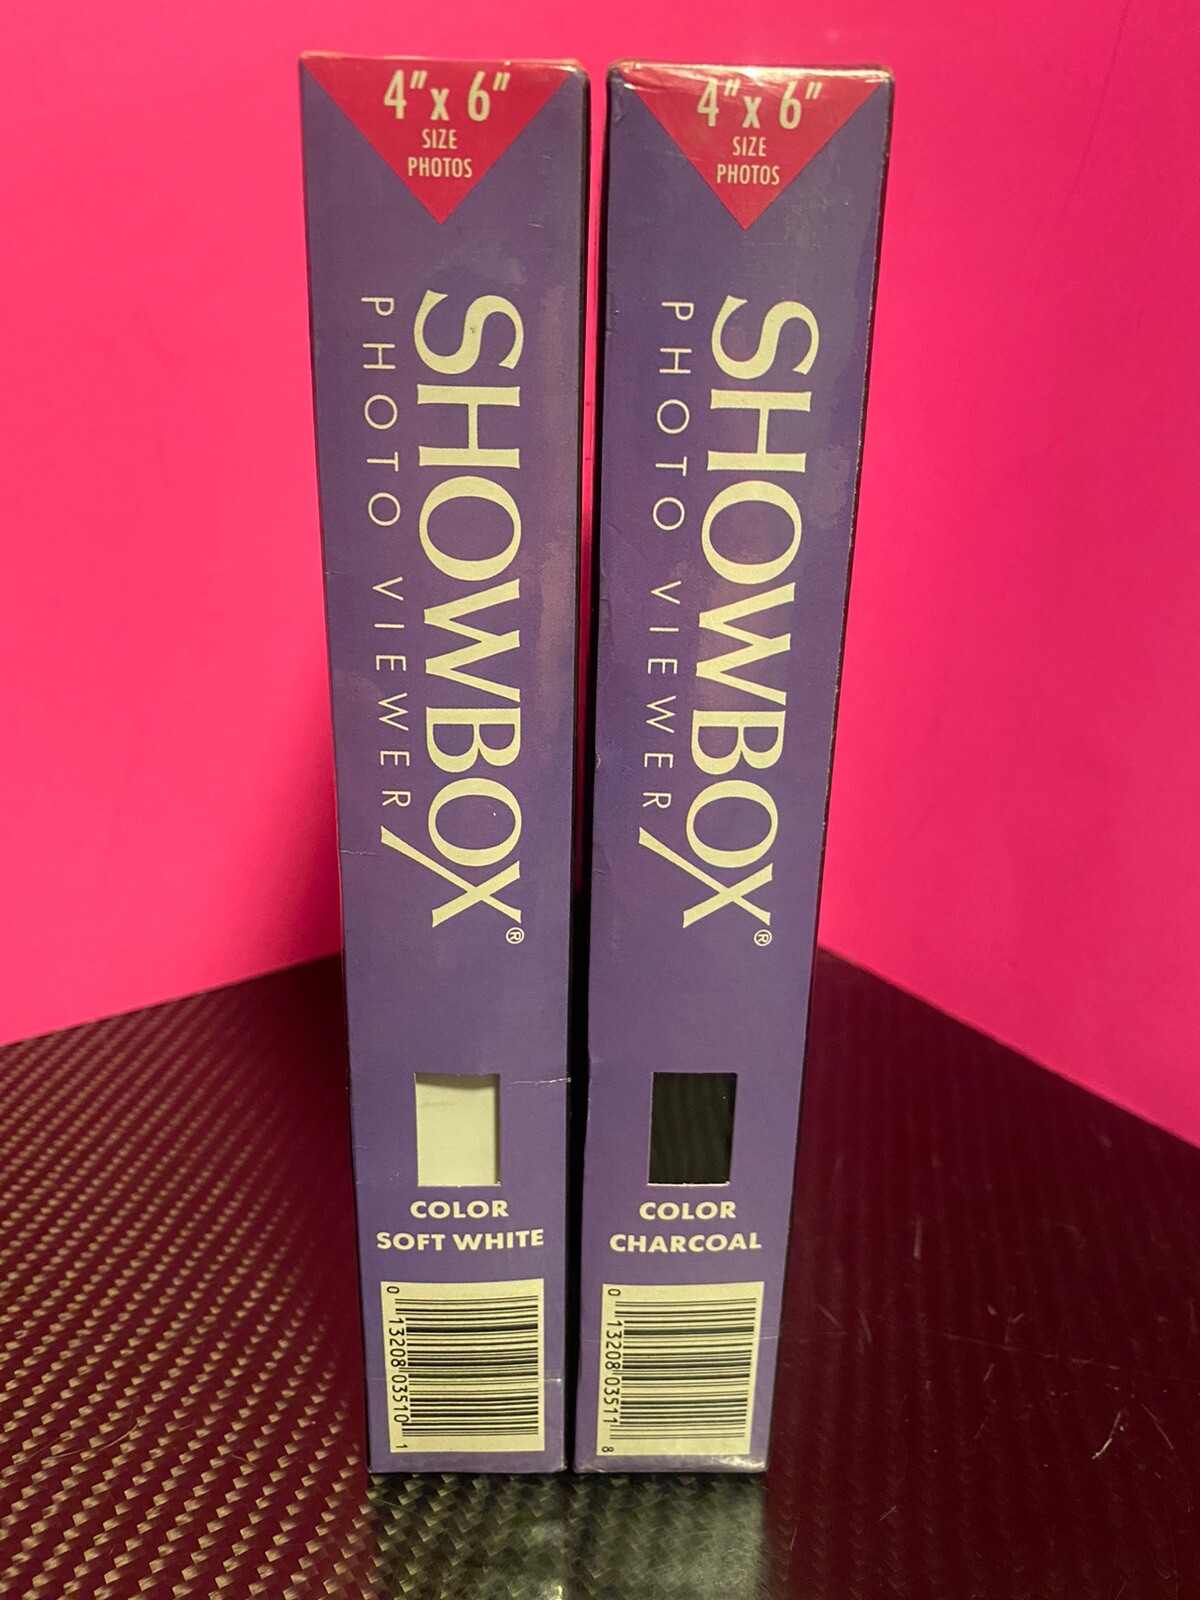 4" x 6"
SIZE
PHOTOS
SHOWBOX®
PHOTO VIEWER
COLOR
SOFT WHITE
0 13208 03510 1
4" x 6"
SIZE
PHOTOS
SHOWBOX®
PHOTO VIEWER
COLOR
CHARCOAL
0 13208 03511 8